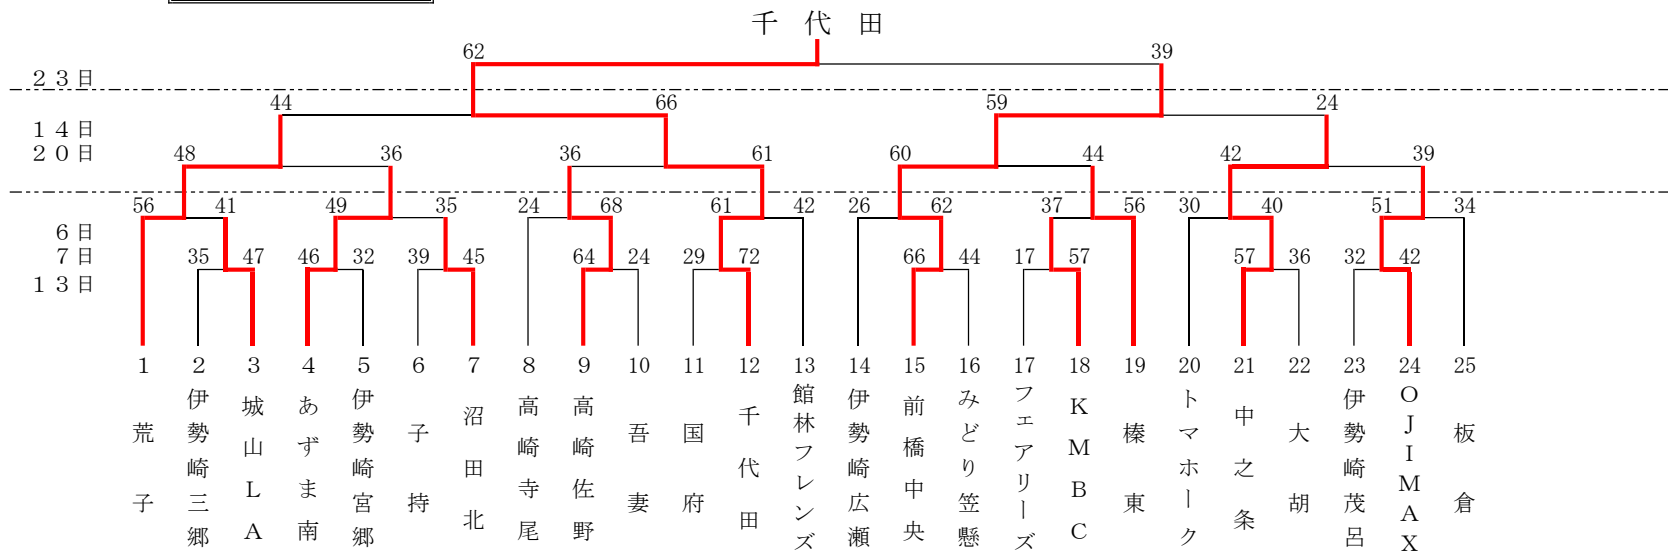 千代田
62 39
２３日
44 66 59 24
１４日
２０日
48 36 36 61 60 44 42 39
56 41 49 35 24 68 61 42 26 62 37 56 30 40 51 34
６日
７日
35 47 46 32 39 45 64 24 29 72 66 44 17 57 57 36 32 42
１３日
1 2 3 4 5 6 7 8 9 10 11 12 13 14 15 16 17 18 19 20 21 22 23 24 25
荒子
伊勢崎三郷
城山ＬＡ
あずま南
伊勢崎宮郷
子持
沼田北
高崎寺尾
高崎佐野
吾妻
国府
千代田
館林フレンズ
伊勢崎広瀬
前橋中央
みどり笠懸
フェアリーズ
ＫＭＢＣ
榛東
トマホーク
中之条
大胡
伊勢崎茂呂
ＯＪＩＭＡＸ
板倉